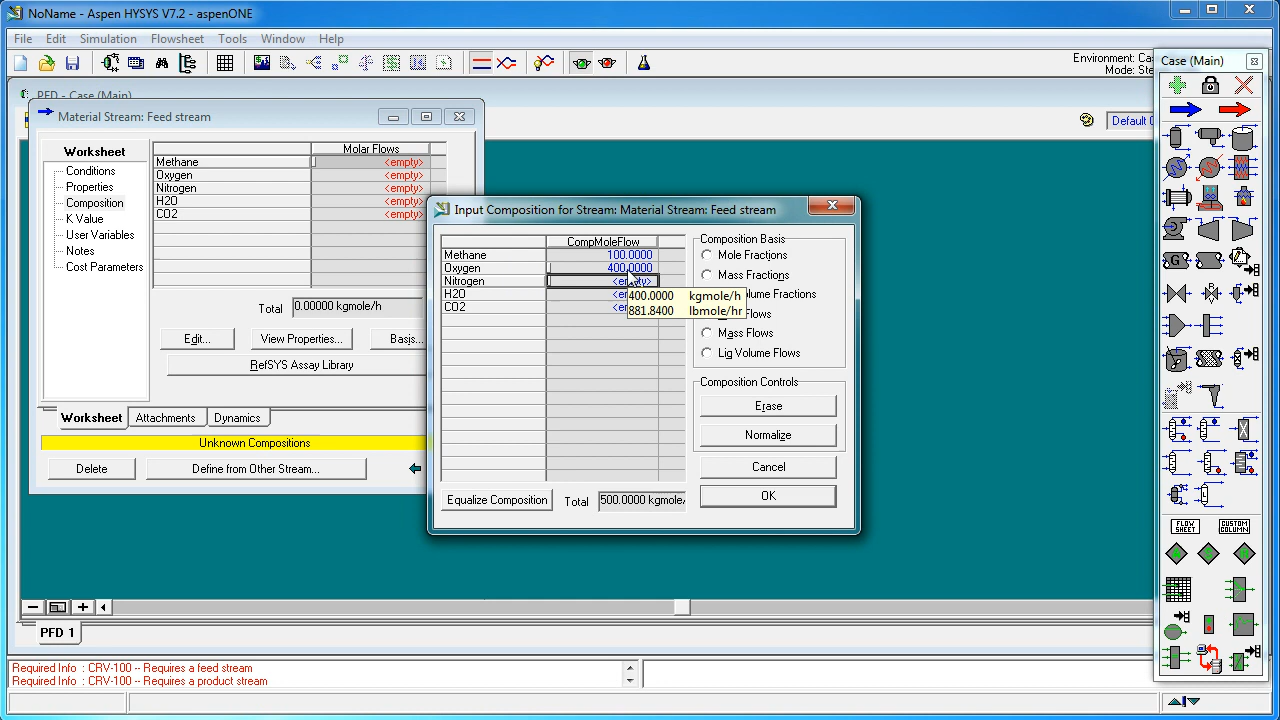 NoName - Aspen HYSYS V7.2 - aspenONE
File Edit Simulation Flowsheet Tools Window Help
Environment: Ca
Mode: Ste
PFD - Case (Main)
Default C
Case (Main)
Material Stream: Feed stream
Worksheet
Conditions
Properties
Composition
K Value
User Variables
Notes
Cost Parameters
Molar Flows
Methane <empty>
Oxygen <empty>
Nitrogen <empty>
H2O <empty>
CO2 <empty>
Total 0.00000 kgmole/h
Edit... View Properties... Basis..
RefSYS Assay Library
Worksheet Attachments Dynamics
Unknown Compositions
Delete Define from Other Stream...
Input Composition for Stream: Material Stream: Feed stream
CompMoleFlow
Methane 100.0000
Oxygen 400.0000
Nitrogen <empty>
H2O <en
CO2 <en
400.0000 kgmole/h
881.8400 lbmole/hr
Composition Basis
Mole Fractions
Mass Fractions
olume Fractions
Flows
Mass Flows
Liq Volume Flows
Composition Controls
Erase
Normalize
Cancel
OK
Equalize Composition Total 500.0000 kgmole/
FLOW SHEET
CUSTOM COLUMN
PFD 1
Required Info : CRV-100 -- Requires a feed stream
Required Info : CRV-100 -- Requires a product stream